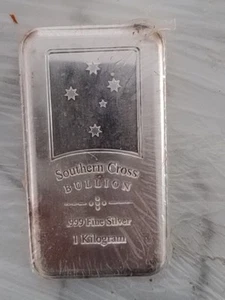 Southern Cross
BULLION
999 Fine Silver
1 Kilogram